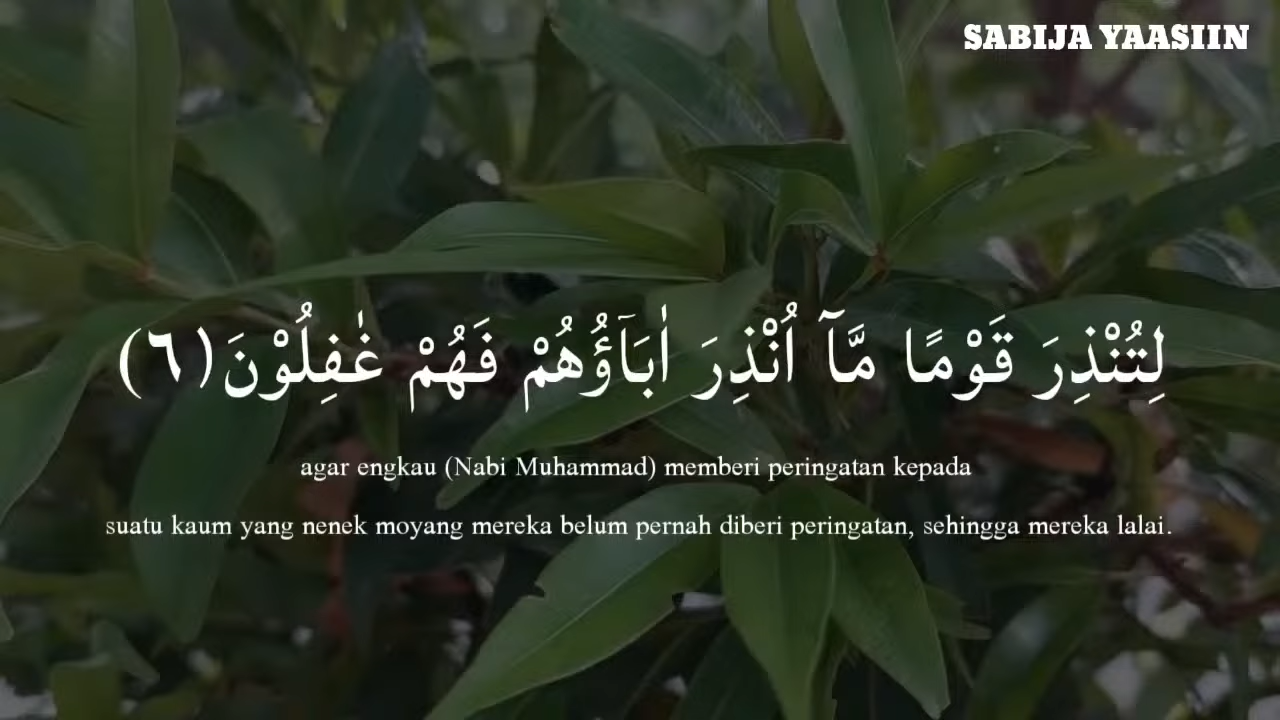 SABIJA YAASIIN
لِتُنْذِرَ قَوْمًا مَّآ اُنْذِرَ اٰبَاۤؤُهُمْ فَهُمْ غٰفِلُوْنَ(٦)
agar engkau (Nabi Muhammad) memberi peringatan kepada
suatu kaum yang nenek moyang mereka belum pernah diberi peringatan, sehingga mereka lalai.